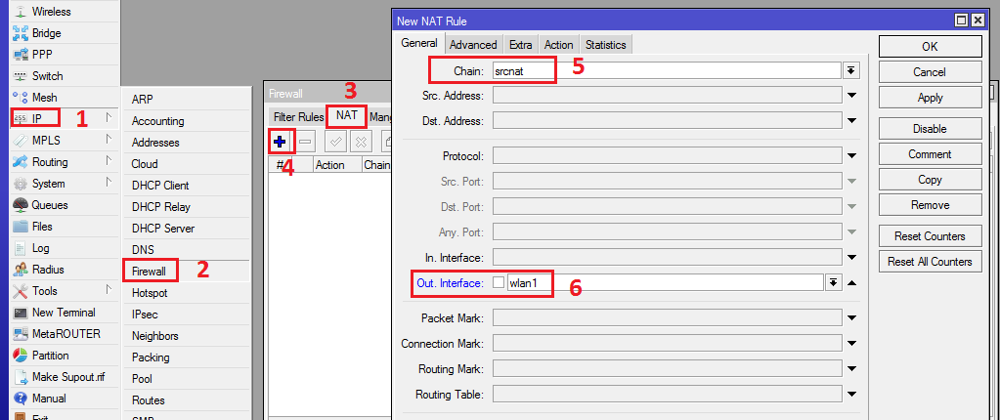 Wireless
Bridge
PPP
Switch
Mesh
255 IP 1
MPLS
Routing
System
Queues
Files
Log
Radius
Tools
New Terminal
MetaROUTER
Partition
Make Supout.rif
Manual
Exit
ARP
Accounting
Addresses
Cloud
DHCP Client
DHCP Relay
DHCP Server
DNS
Firewall 2
Hotspot
IPsec
Neighbors
Packing
Pool
Routes
SMB
Firewall 3
Filter Rules NAT Mang
4
# Action Chain
New NAT Rule
General Advanced Extra Action Statistics
Chain: srcnat 5
Src. Address:
Dst. Address:
Protocol:
Src. Port:
Dst. Port:
Any. Port:
In. Interface:
Out. Interface: wlan1 6
Packet Mark:
Connection Mark:
Routing Mark:
Routing Table:
OK
Cancel
Apply
Disable
Comment
Copy
Remove
Reset Counters
Reset All Counters